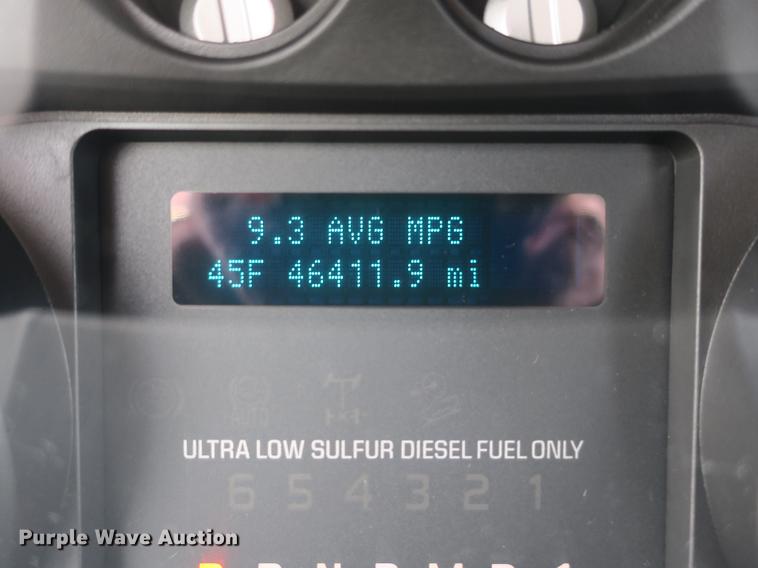 9.3 AVG MPG
45F 46411.9 mi
AUTO
ULTRA LOW SULFUR DIESEL FUEL ONLY
6 5 4 3 2 1
Purple Wave Auction